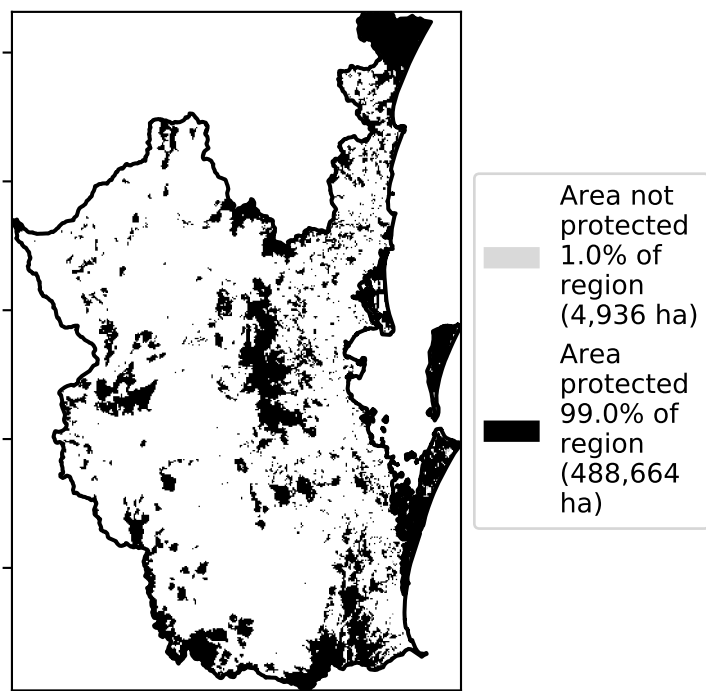 Area not
protected
1.0% of
region
(4,936 ha)
Area
protected
99.0% of
region
(488,664
ha)